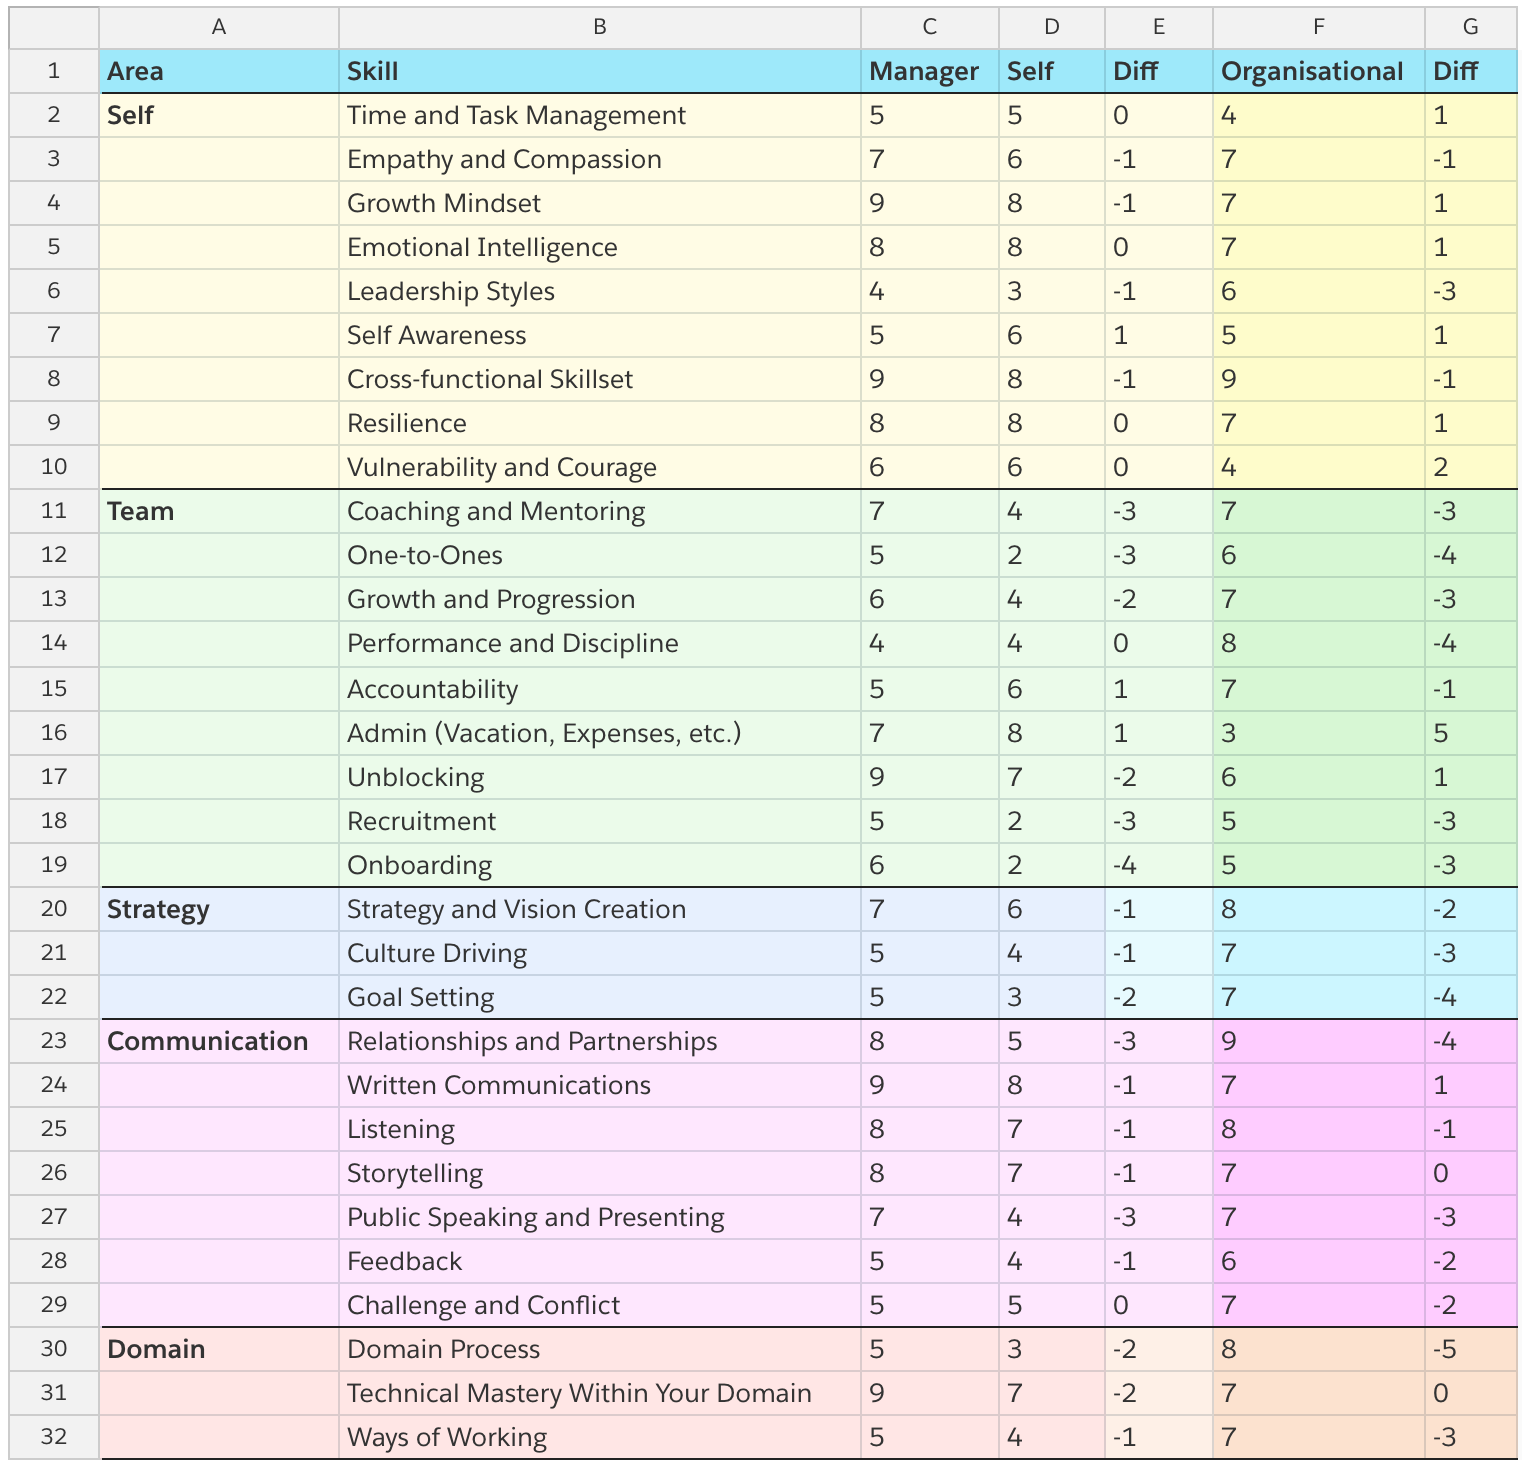 A B C D E F G
1 Area Skill Manager Self Diff Organisational Diff
2 Self Time and Task Management 5 5 0 4 1
3 Empathy and Compassion 7 6 -1 7 -1
4 Growth Mindset 9 8 -1 7 1
5 Emotional Intelligence 8 8 0 7 1
6 Leadership Styles 4 3 -1 6 -3
7 Self Awareness 5 6 1 5 1
8 Cross-functional Skillset 9 8 -1 9 -1
9 Resilience 8 8 0 7 1
10 Vulnerability and Courage 6 6 0 4 2
11 Team Coaching and Mentoring 7 4 -3 7 -3
12 One-to-Ones 5 2 -3 6 -4
13 Growth and Progression 6 4 -2 7 -3
14 Performance and Discipline 4 4 0 8 -4
15 Accountability 5 6 1 7 -1
16 Admin (Vacation, Expenses, etc.) 7 8 1 3 5
17 Unblocking 9 7 -2 6 1
18 Recruitment 5 2 -3 5 -3
19 Onboarding 6 2 -4 5 -3
20 Strategy Strategy and Vision Creation 7 6 -1 8 -2
21 Culture Driving 5 4 -1 7 -3
22 Goal Setting 5 3 -2 7 -4
23 Communication Relationships and Partnerships 8 5 -3 9 -4
24 Written Communications 9 8 -1 7 1
25 Listening 8 7 -1 8 -1
26 Storytelling 8 7 -1 7 0
27 Public Speaking and Presenting 7 4 -3 7 -3
28 Feedback 5 4 -1 6 -2
29 Challenge and Conflict 5 5 0 7 -2
30 Domain Domain Process 5 3 -2 8 -5
31 Technical Mastery Within Your Domain 9 7 -2 7 0
32 Ways of Working 5 4 -1 7 -3